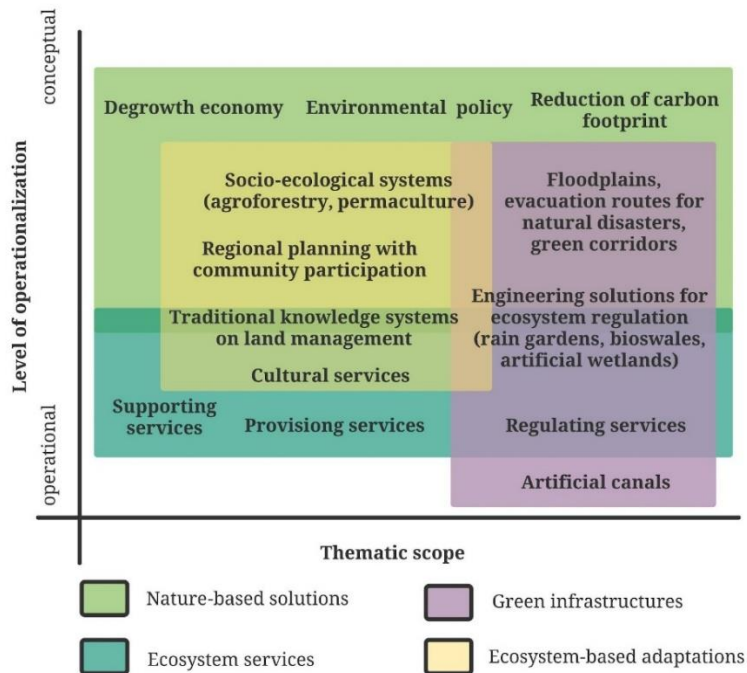 conceptual
Level of operationalization
operational
Degrowth economy
Environmental policy
Reduction of carbon
footprint
Socio-ecological systems
(agroforestry, permaculture)
Floodplains,
evacuation routes for
natural disasters,
green corridors
Regional planning with
community participation
Traditional knowledge systems
on land management
Engineering solutions for
ecosystem regulation
(rain gardens, bioswales,
artificial wetlands)
Cultural services
Supporting
services
Provisiong services
Regulating services
Artificial canals
Thematic scope
Nature-based solutions
Green infrastructures
Ecosystem services
Ecosystem-based adaptations